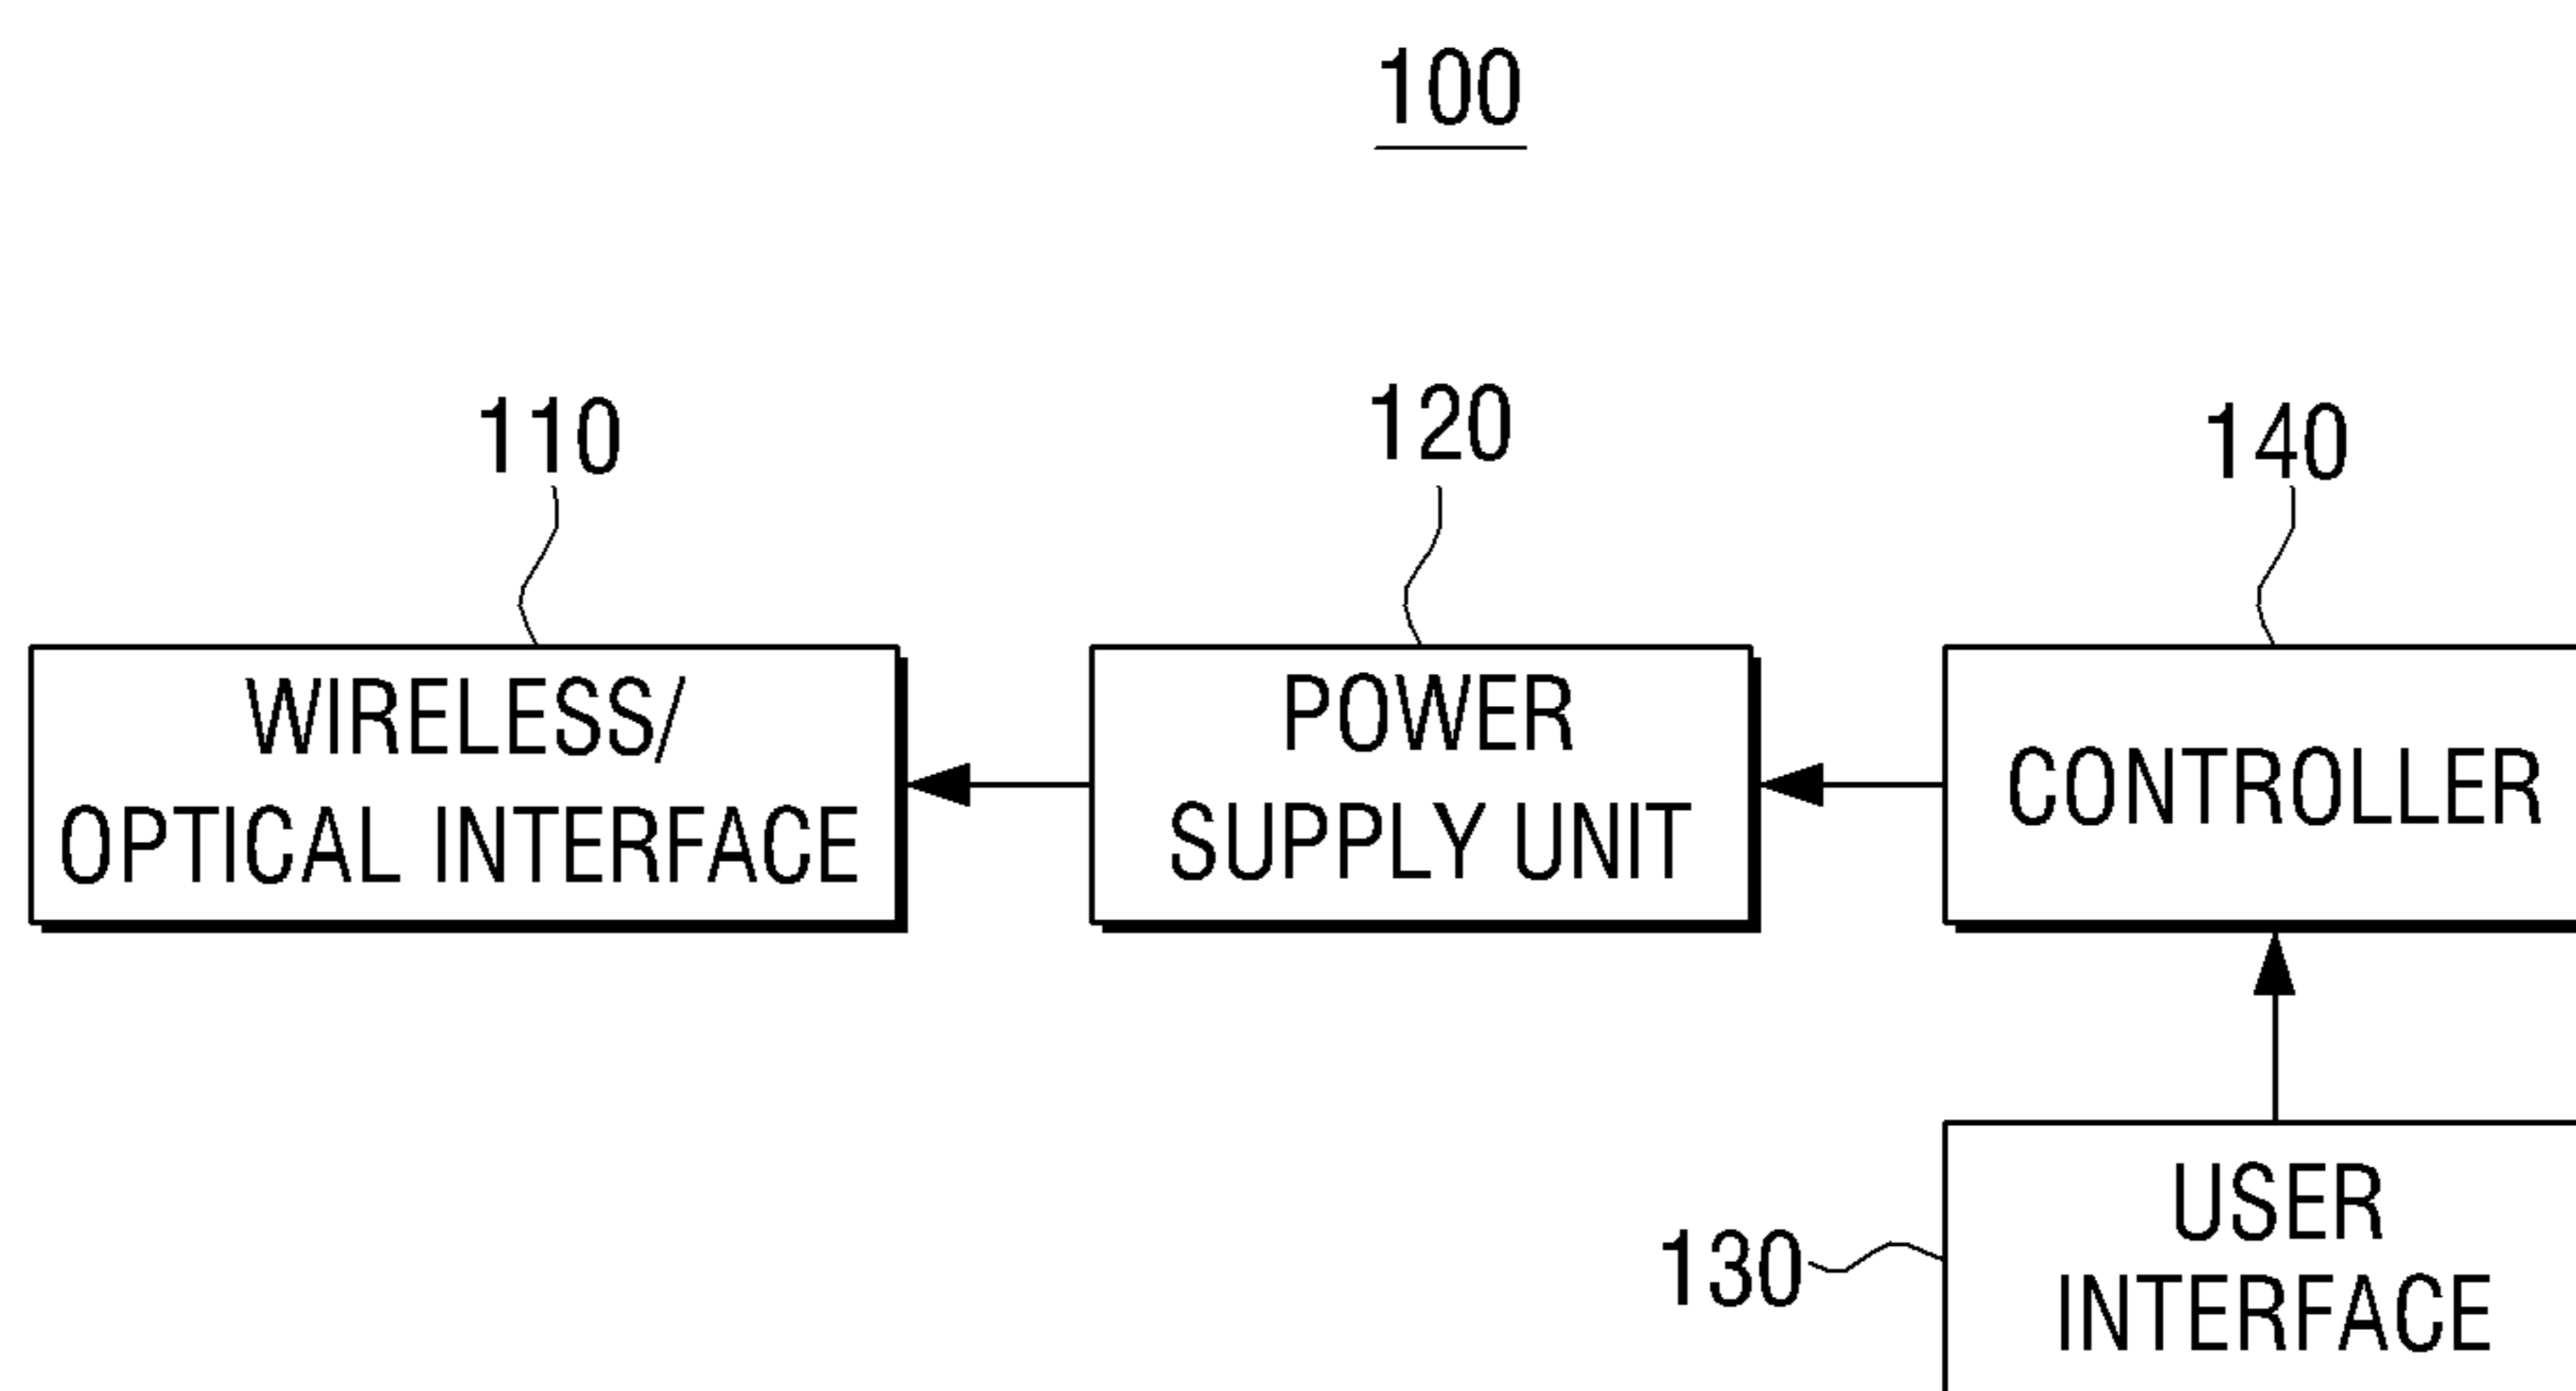 100
110
120
140
WIRELESS/
OPTICAL INTERFACE
POWER
SUPPLY UNIT
CONTROLLER
130
USER
INTERFACE